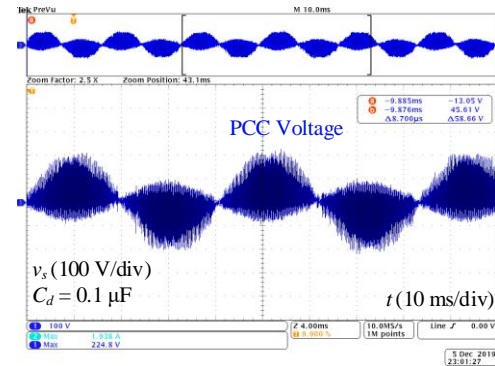 Tek PreVu
M 10.0ms
Zoom Factor: 2.5 X
Zoom Position: 43.1ms
a -9.885ms -13.05 V
b -9.876ms 45.61 V
Δ8.700µs Δ58.66 V
PCC Voltage
vs (100 V/div)
Cd = 0.1 µF
t (10 ms/div)
1 100 V
2 Max 1.938 A
1 Max 224.8 V
Z 4.00ms
10.0MS/s
1M points
Line 0.00 V
5 Dec 2019
23:01:27